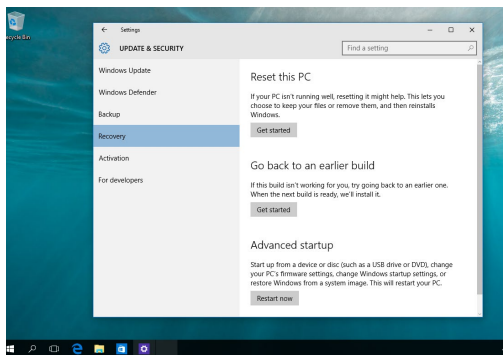 Recycle Bin
Settings
UPDATE & SECURITY
Find a setting
Windows Update
Windows Defender
Backup
Recovery
Activation
For developers
Reset this PC
If your PC isn't running well, resetting it might help. This lets you
choose to keep your files or remove them, and then reinstalls
Windows.
Get started
Go back to an earlier build
If this build isn't working for you, try going back to an earlier one.
When the next build is ready, we'll install it.
Get started
Advanced startup
Start up from a device or disc (such as a USB drive or DVD), change
your PC's firmware settings, change Windows startup settings, or
restore Windows from a system image. This will restart your PC.
Restart now